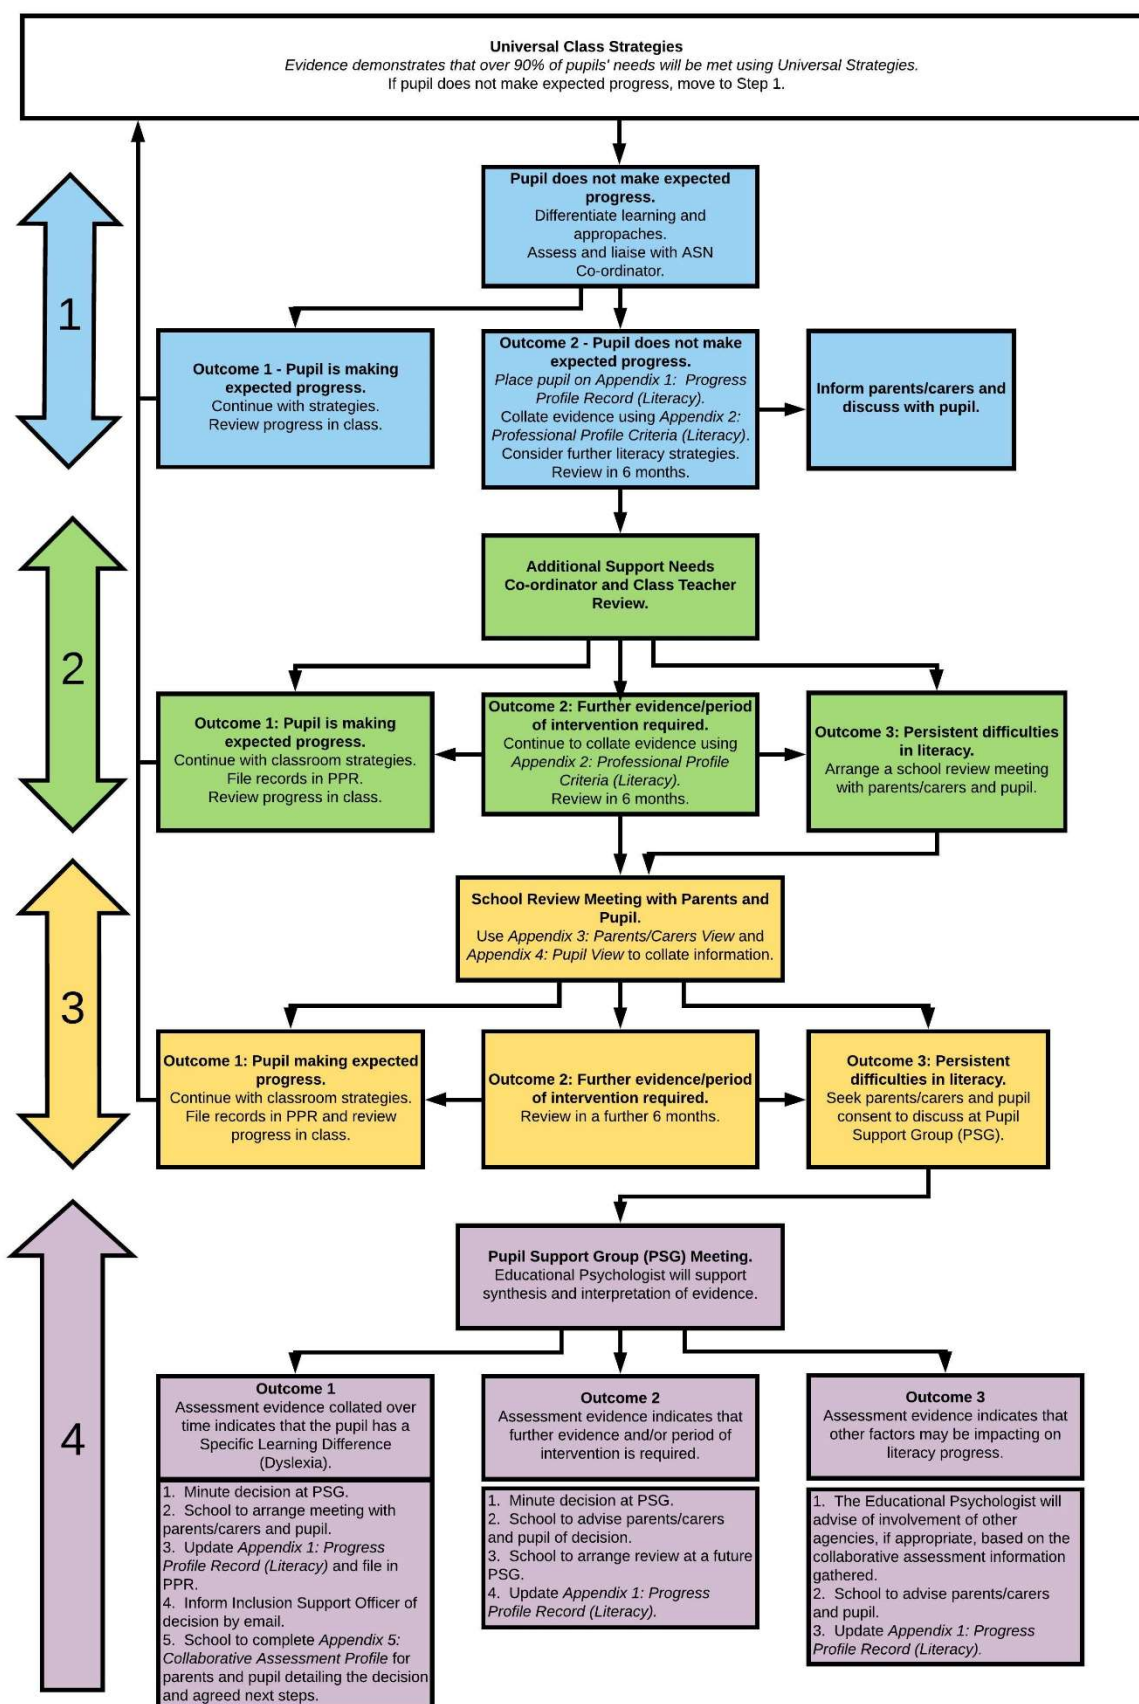 Universal Class Strategies
Evidence demonstrates that over 90% of pupils' needs will be met using Universal Strategies.
If pupil does not make expected progress, move to Step 1.
1
Pupil does not make expected
progress.
Differentiate learning and
appropaches.
Assess and liaise with ASN
Co-ordinator.
Outcome 1 - Pupil is making
expected progress.
Continue with strategies.
Review progress in class.
Outcome 2 - Pupil does not make
expected progress.
Place pupil on Appendix 1: Progress
Profile Record (Literacy).
Collate evidence using Appendix 2:
Professional Profile Criteria (Literacy).
Consider further literacy strategies.
Review in 6 months.
Inform parents/carers and
discuss with pupil.
2
Additional Support Needs
Co-ordinator and Class Teacher
Review.
Outcome 1: Pupil is making
expected progress.
Continue with classroom strategies.
File records in PPR.
Review progress in class.
Outcome 2: Further evidence/period
of intervention required.
Continue to collate evidence using
Appendix 2: Professional Profile
Criteria (Literacy).
Review in 6 months.
Outcome 3: Persistent difficulties
in literacy.
Arrange a school review meeting
with parents/carers and pupil.
3
School Review Meeting with Parents and
Pupil.
Use Appendix 3: Parents/Carers View and
Appendix 4: Pupil View to collate information.
Outcome 1: Pupil making expected
progress.
Continue with classroom strategies.
File records in PPR and review
progress in class.
Outcome 2: Further evidence/period
of intervention required.
Review in a further 6 months.
Outcome 3: Persistent
difficulties in literacy.
Seek parents/carers and pupil
consent to discuss at Pupil
Support Group (PSG).
4
Pupil Support Group (PSG) Meeting.
Educational Psychologist will support
synthesis and interpretation of evidence.
Outcome 1
Assessment evidence collated over
time indicates that the pupil has a
Specific Learning Difference
(Dyslexia).
1. Minute decision at PSG.
2. School to arrange meeting with
parents/carers and pupil.
3. Update Appendix 1: Progress
Profile Record (Literacy) and file in
PPR.
4. Inform Inclusion Support Officer of
decision by email.
5. School to complete Appendix 5:
Collaborative Assessment Profile for
parents and pupil detailing the decision
and agreed next steps.
Outcome 2
Assessment evidence indicates that
further evidence and/or period of
intervention is required.
1. Minute decision at PSG.
2. School to advise parents/carers
and pupil of decision.
3. School to arrange review at a future
PSG.
4. Update Appendix 1: Progress
Profile Record (Literacy).
Outcome 3
Assessment evidence indicates that
other factors may be impacting on
literacy progress.
1. The Educational Psychologist will
advise of involvement of other
agencies, if appropriate, based on the
collaborative assessment information
gathered.
2. School to advise parents/carers
and pupil.
3. Update Appendix 1: Progress
Profile Record (Literacy).